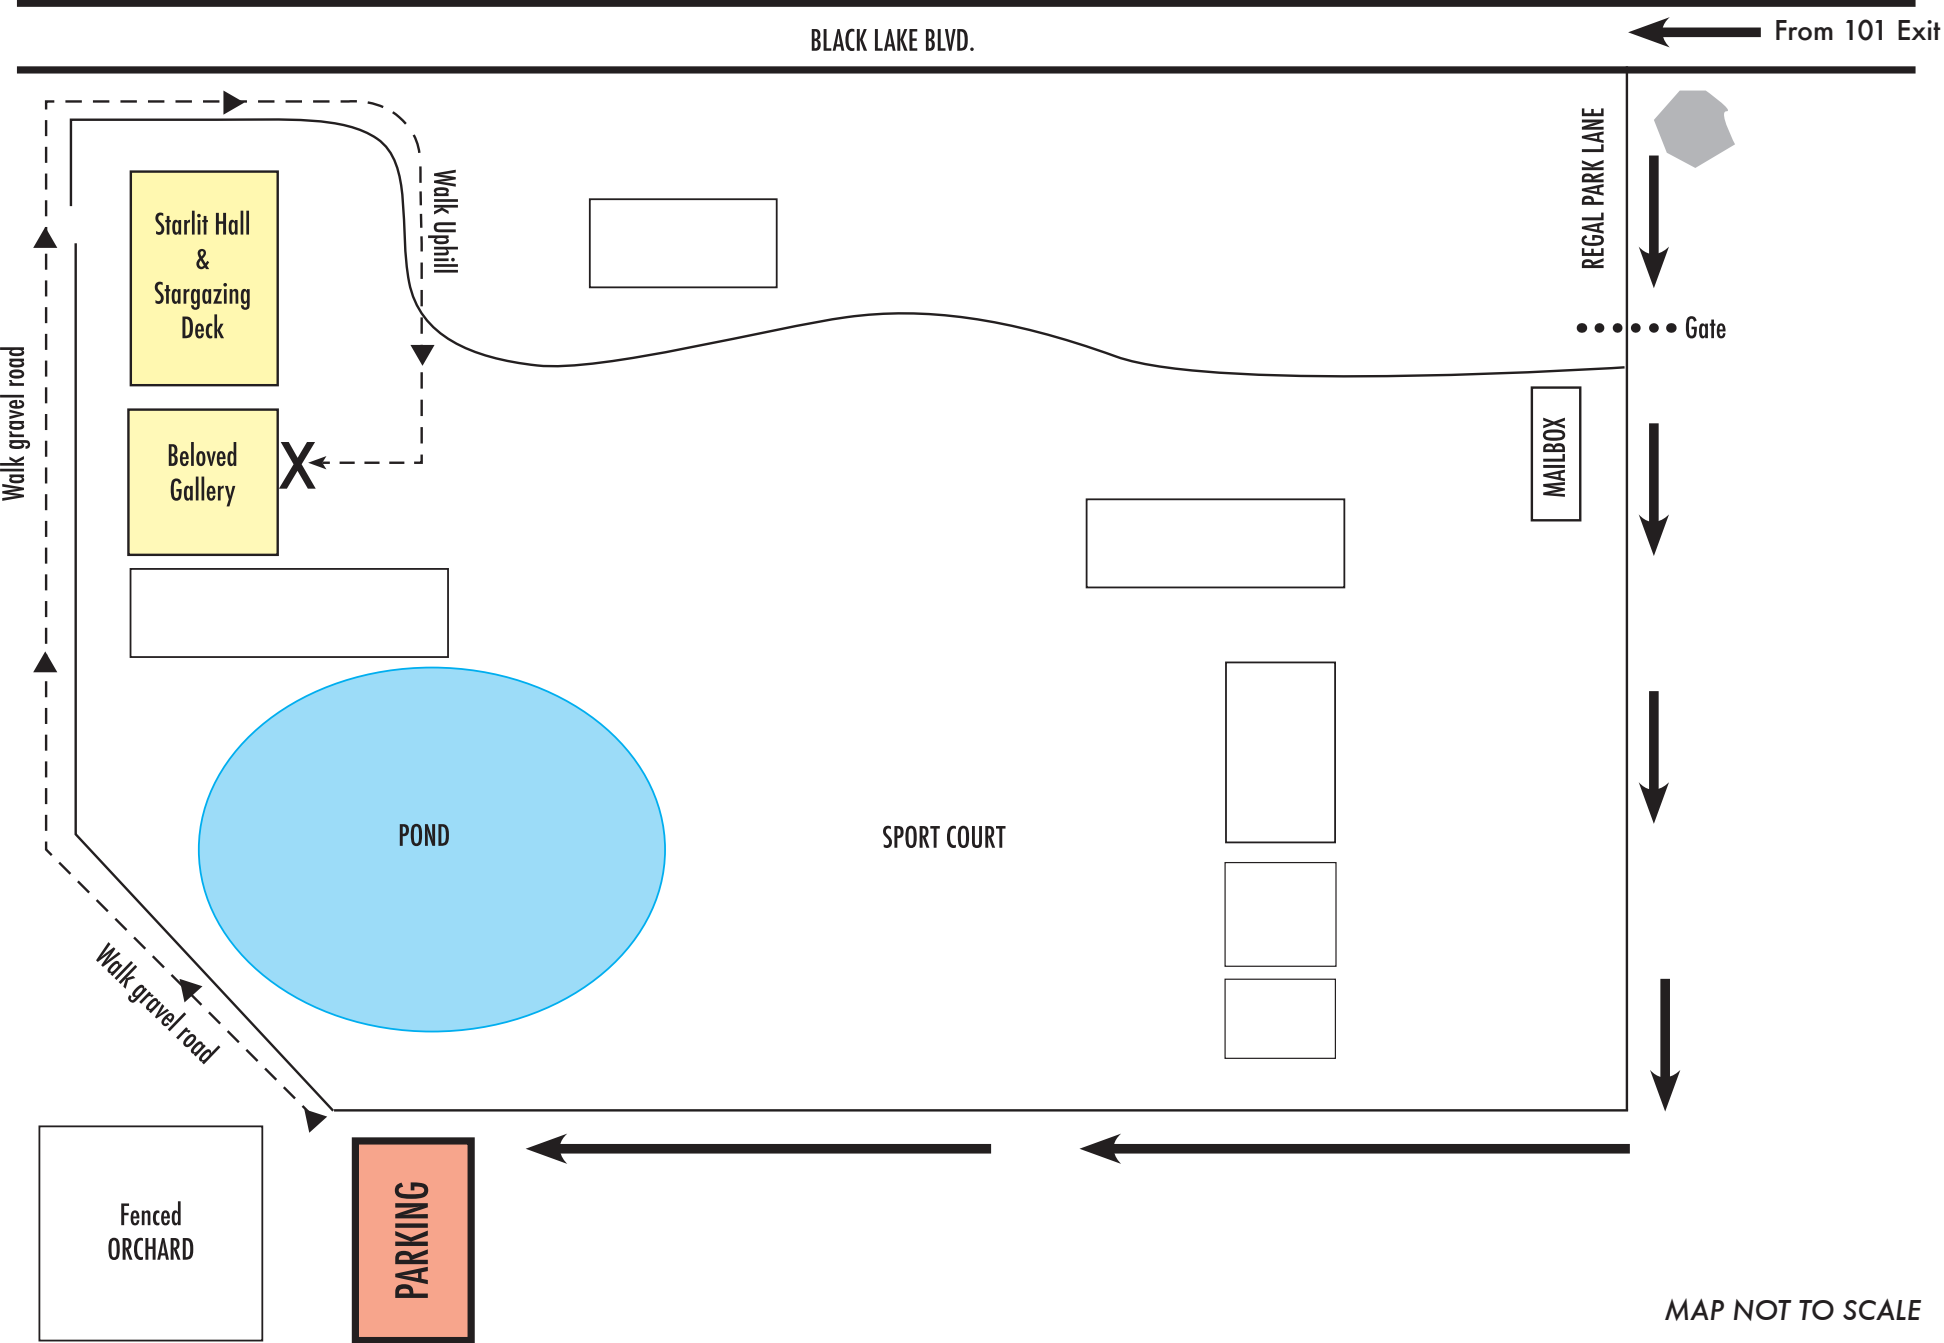 From 101 Exit
BLACK LAKE BLVD.
REGAL PARK LANE
Walk Uphill
Starlit Hall
&
Stargazing
Deck
Gate
Walk gravel road
MAILBOX
Beloved
Gallery
X
POND
SPORT COURT
Walk gravel road
PARKING
Fenced
ORCHARD
MAP NOT TO SCALE